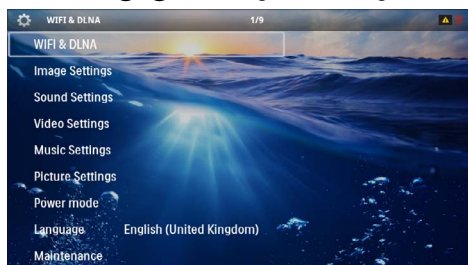 WIFI & DLNA 1/9
WIFI & DLNA
Image Settings
Sound Settings
Video Settings
Music Settings
Picture Settings
Power mode
Language English (United Kingdom)
Maintenance